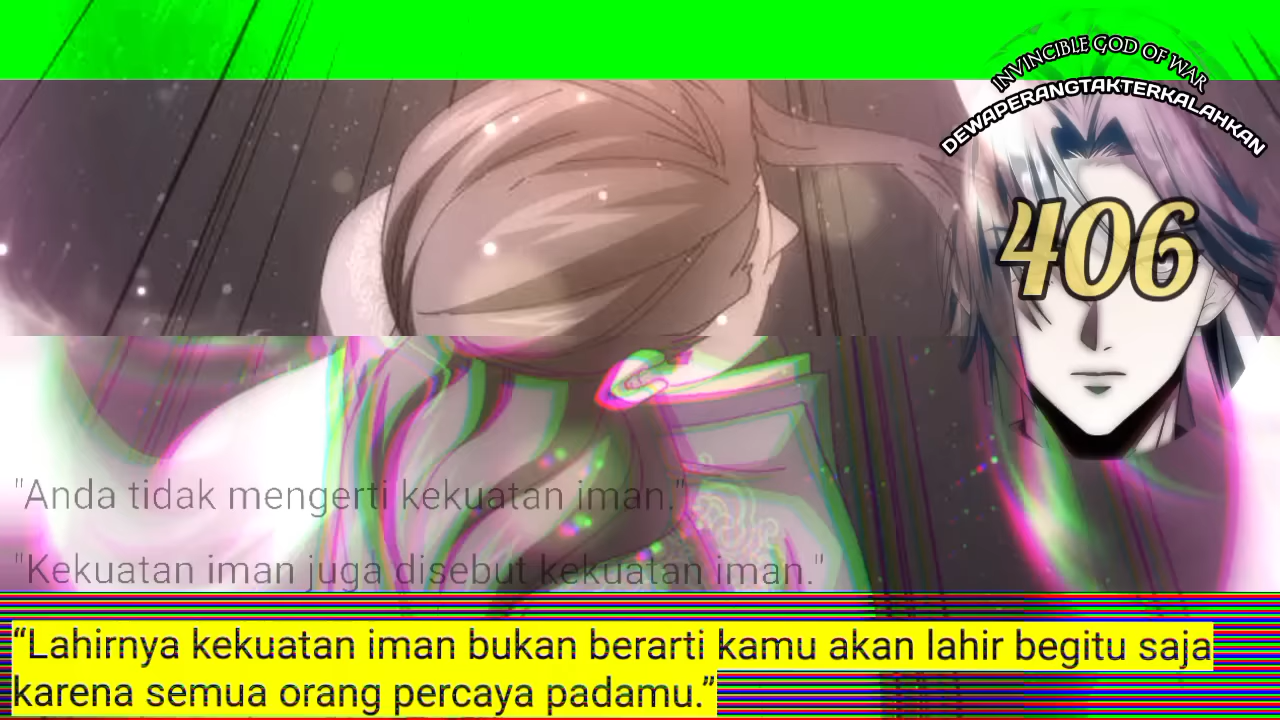 INVINCIBLE GOD OF WAR
DEWAPERANGTAKTERKALAHKAN
406
"Anda tidak mengerti kekuatan iman."
"Kekuatan iman juga disebut kekuatan iman."
“Lahirnya kekuatan iman bukan berarti kamu akan lahir begitu saja
karena semua orang percaya padamu.”